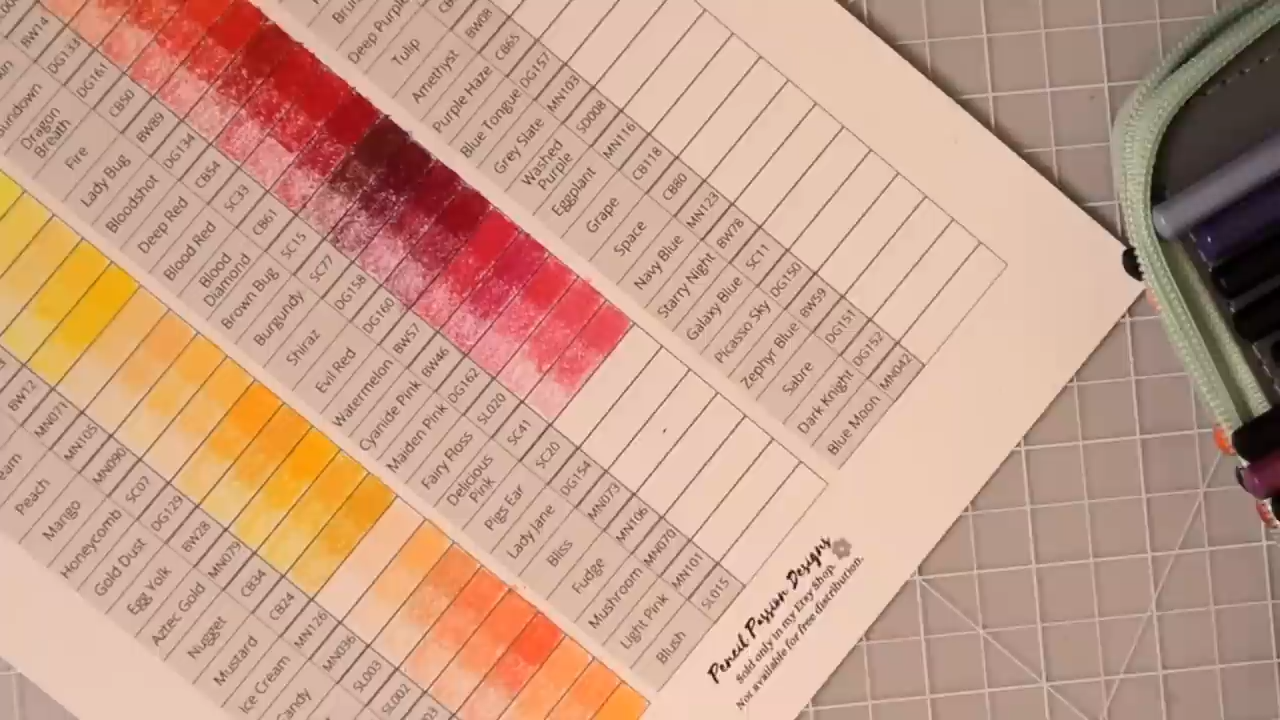 Deep Purple
Tulip
BW08
Amethyst
CB65
Purple Haze
DG157
Blue Tongue
MN103
Grey Slate
SD008
Washed
Purple
MN116
Eggplant
CB118
Grape
CB80
Space
MN123
Navy Blue
BW78
Starry Night
SC11
Galaxy Blue
DG150
Picasso Sky
BW59
Zephyr Blue
DG151
Sabre
DG152
Dark Knight
MN042
Blue Moon
BW14
DG133
DG161
Dragon
Breath
CB50
Fire
BW89
Lady Bug
DG134
Bloodshot
CB54
Deep Red
SC33
Blood Red
CB61
Blood
Diamond
SC15
Brown Bug
SC77
Burgundy
DG158
Shiraz
DG160
Evil Red
BW57
Watermelon
BW46
Cyanide Pink
DG162
Maiden Pink
SL020
Fairy Floss
SC41
Delicious
Pink
SC20
Pigs Ear
DG154
Lady Jane
MN073
Bliss
MN106
Fudge
MN070
Mushroom
MN101
Light Pink
SL015
Blush
BW12
MN071
Peach
MN105
Marigo
MN090
Honeycomb
SC07
Gold Dust
DG129
Egg Yolk
BW28
Aztec Gold
MN079
Nugget
CB34
Mustard
CB24
Ice Cream
MN126
MN036
SL003
SL002
Pencil Passion Designs
Sold only in my Etsy Shop.
Not available for free distribution.